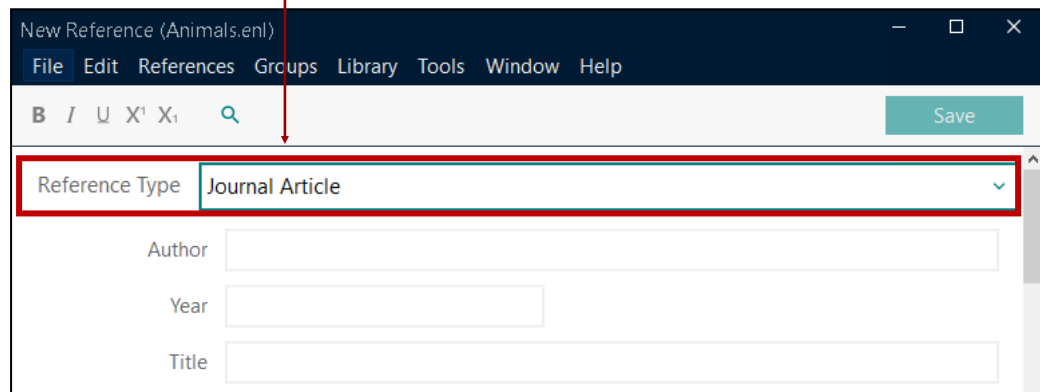 New Reference (Animals.enl)
File Edit References Groups Library Tools Window Help
B I U X¹ X₁ Save
Reference Type Journal Article
Author
Year
Title